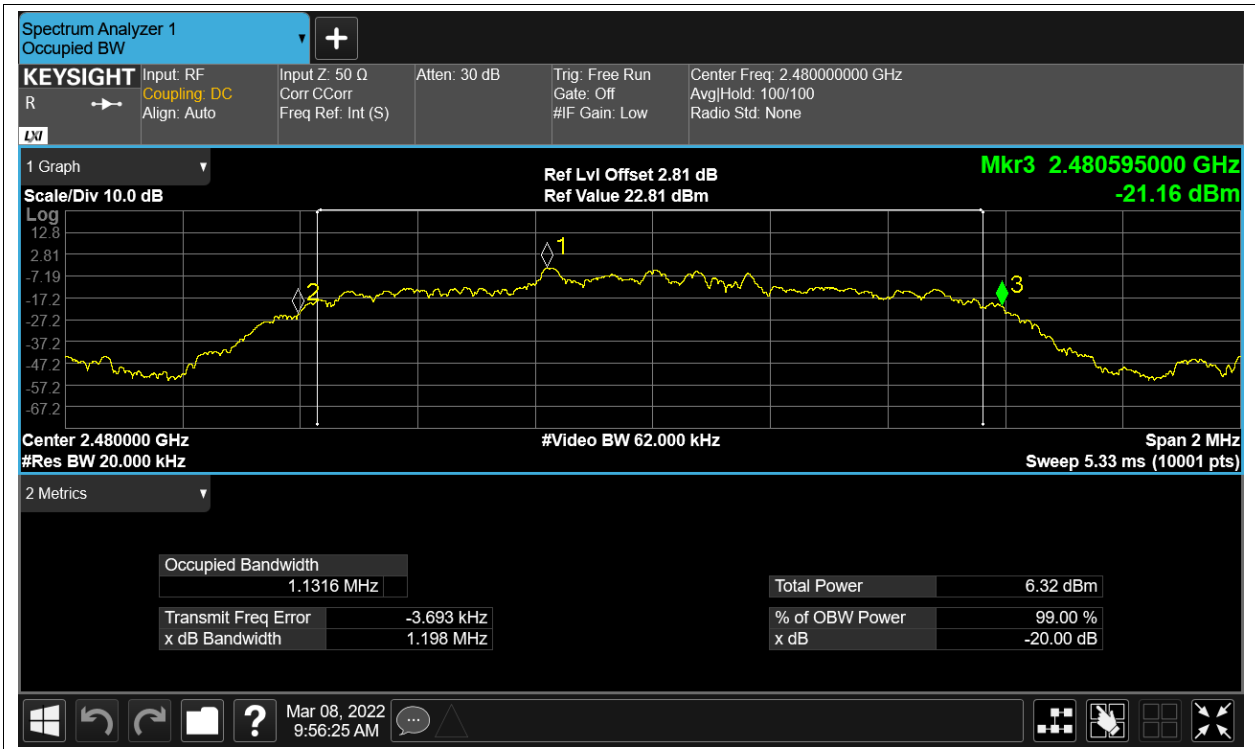 Spectrum Analyzer 1
Occupied BW
KEYSIGHT
R
LXI
Input: RF
Coupling: DC
Align: Auto
Input Z: 50 Ω
Corr CCorr
Freq Ref: Int (S)
Atten: 30 dB
Trig: Free Run
Gate: Off
#IF Gain: Low
Center Freq: 2.480000000 GHz
Avg|Hold: 100/100
Radio Std: None
1 Graph
Scale/Div 10.0 dB
Ref Lvl Offset 2.81 dB
Ref Value 22.81 dBm
Mkr3 2.480595000 GHz
-21.16 dBm
Log
12.8
2.81
-7.19
-17.2
-27.2
-37.2
-47.2
-57.2
-67.2
1
2
3
Center 2.480000 GHz
#Res BW 20.000 kHz
#Video BW 62.000 kHz
Span 2 MHz
Sweep 5.33 ms (10001 pts)
2 Metrics
Occupied Bandwidth
1.1316 MHz
Transmit Freq Error -3.693 kHz
x dB Bandwidth 1.198 MHz
Total Power 6.32 dBm
% of OBW Power 99.00 %
x dB -20.00 dB
?
Mar 08, 2022
9:56:25 AM